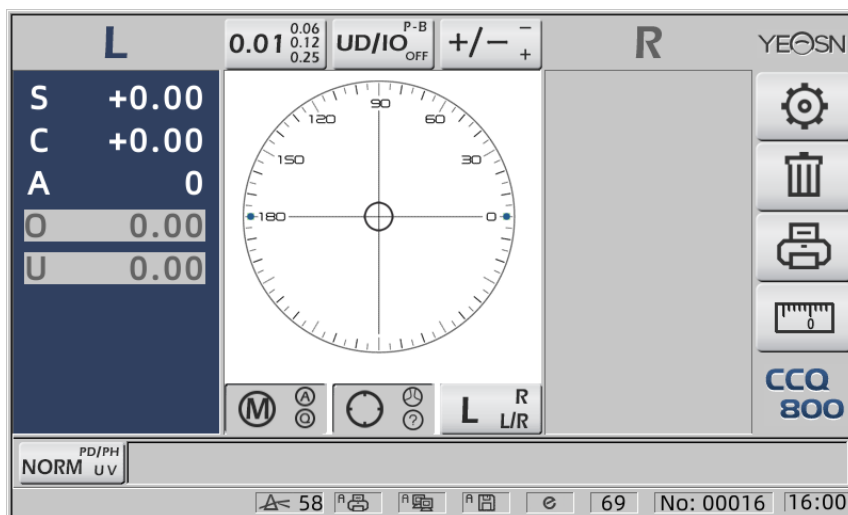 L
0.01 0.06 0.12 0.25
UD/IO P-B OFF
+/- - +
R
YEOSN
S +0.00
C +0.00
A 0
O 0.00
U 0.00
90
120 60
150 30
180 0
0
M A Q
?
L R L/R
CCQ 800
NORM PD/PH UV
58
A
A
A
e
69
No: 00016
16:00